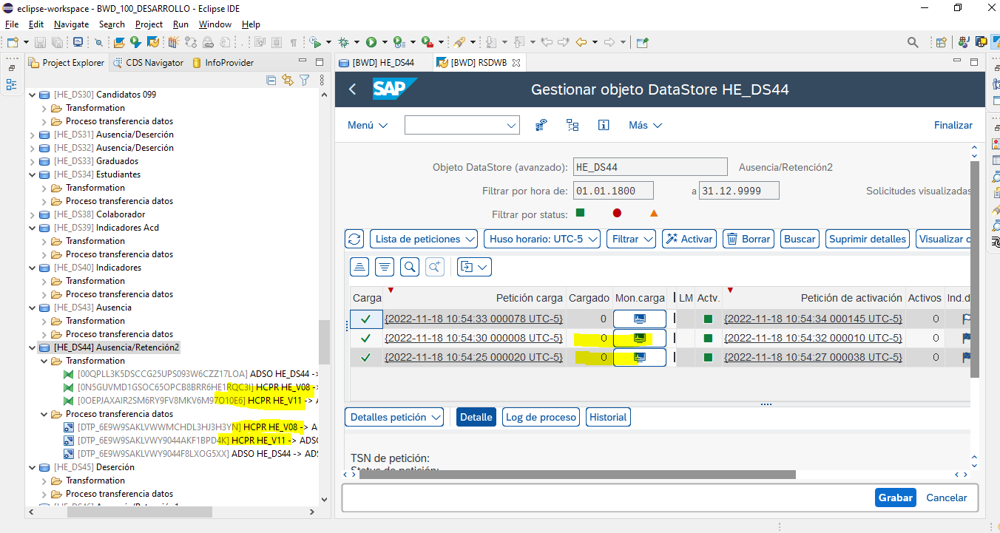 eclipse-workspace - BWD_100_DESARROLLO - Eclipse IDE
File Edit Navigate Search Project Run Window Help
Project Explorer CDS Navigator InfoProvider
[HE_DS30] Candidatos 099
Transformation
Proceso transferencia datos
[HE_DS31] Ausencia/Deserción
[HE_DS32] Ausencia/Deserción
[HE_DS33] Graduados
[HE_DS34] Estudiantes
Transformation
Proceso transferencia datos
[HE_DS38] Colaborador
[HE_DS39] Indicadores Acd
Transformation
Proceso transferencia datos
[HE_DS40] Indicadores
Transformation
Proceso transferencia datos
[HE_DS43] Ausencia
Transformation
Proceso transferencia datos
[HE_DS44] Ausencia/Retención2
Transformation
[00QPLL3K5DSCCG25UPS093W6CZZ17LOA] ADSO HE_DS44 ->
[0N5GUVMD1GSOC65OPCB8BRR6HE1RQC3I] HCPR HE_V08 ->
[0OEPJAXAIR2SM6RY9FV8MKV6M97O10E6] HCPR HE_V11 -> A
Proceso transferencia datos
[DTP_6E9W9SAKLVWWMCHDL3HJ3H3YN] HCPR HE_V08 -> A
[DTP_6E9W9SAKLVWY9044AKF1BPD4K] HCPR HE_V11 -> ADSO
[DTP_6E9W9SAKLVWY9044F8LXOG5XX] ADSO HE_DS44 -> ADS
[HE_DS45] Deserción
Transformation
Proceso transferencia datos
[BWD] HE_DS44 [BWD] RSDWB
SAP Gestionar objeto DataStore HE_DS44
Menú Más Finalizar
Objeto DataStore (avanzado): HE_DS44 Ausencia/Retención2
Filtrar por hora de: 01.01.1800 a 31.12.9999 Solicitudes visualizadas
Filtrar por status:
Lista de peticiones Huso horario: UTC-5 Filtrar Activar Borrar Buscar Suprimir detalles Visualizar c
Carga Petición carga Cargado Mon.carga LM Actv. Petición de activación Activos Ind.d
{2022-11-18 10:54:33 000078 UTC-5} 0 {2022-11-18 10:54:34 000145 UTC-5} 0
{2022-11-18 10:54:30 000008 UTC-5} 0 {2022-11-18 10:54:32 000010 UTC-5} 0
{2022-11-18 10:54:25 000020 UTC-5} 0 {2022-11-18 10:54:27 000038 UTC-5} 0
Detalles petición Detalle Log de proceso Historial
TSN de petición:
Status de petición:
Grabar Cancelar